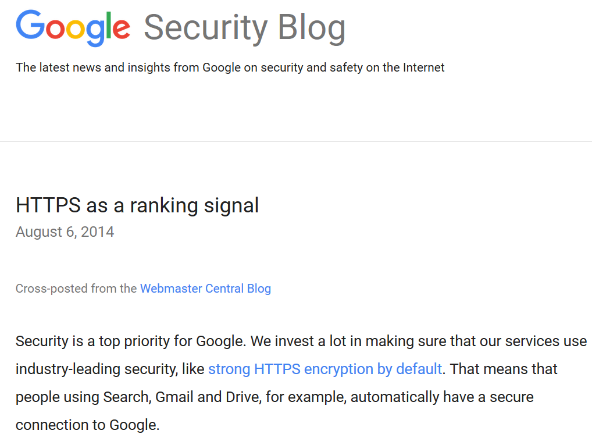 Google Security Blog
The latest news and insights from Google on security and safety on the Internet
HTTPS as a ranking signal
August 6, 2014
Cross-posted from the Webmaster Central Blog
Security is a top priority for Google. We invest a lot in making sure that our services use
industry-leading security, like strong HTTPS encryption by default. That means that
people using Search, Gmail and Drive, for example, automatically have a secure
connection to Google.